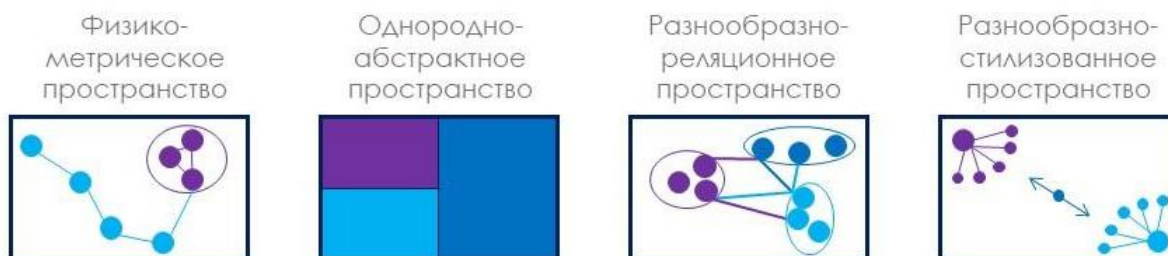 Физико-
метрическое
пространство
Однородно-
абстрактное
пространство
Разнообразно-
реляционное
пространство
Разнообразно-
стилизованное
пространство